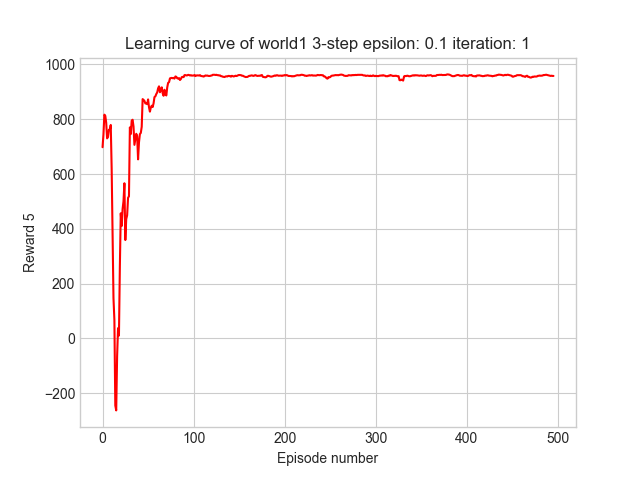 Learning curve of world1 3-step epsilon: 0.1 iteration: 1
1000
800
600
400
200
0
−200
Reward 5
0 100 200 300 400 500
Episode number